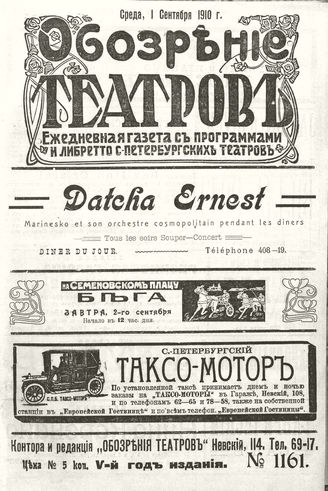 Среда, 1 Сентября 1910 г.
Обозрѣніе
ТЕАТРОВЪ
Ежедневная газета съ программами
и либретто С.-Петербургскихъ театровъ
Datcha Ernest
Marinesko et son orchestre cosmopolitain pendant les diners
Tous les soirs Souper-Concert
DINER DU JOUR. Téléphone 408-19.
НА СЕМЕНОВСКОМЪ ПЛАЦУ
БѢГА
ЗАВТРА, 2-го сентября
Начало въ 12 час. дня.
С.-ПЕТЕРБУРГСКІЙ
ТАКСО-МОТОРЪ
По установленной таксѣ принимаетъ днемъ и ночью
заказы на „ТАКСО-МОТОРЫ" въ Гаражѣ, Невскій, 108,
и по телефонамъ 62—65 и 78—58, также на собственной
станціи въ „Европейской Гостиницѣ" и по всѣмъ телефон. „Европейской Гостиницы".
С.П.Б. ТАКСО-МОТОРЪ
Контора и редакція „ОБОЗРѢНІЯ ТЕАТРОВЪ" Невскій, 114. Тел. 69-17.
Цѣна № 5 коп. V-й годъ изданія. № 1161.